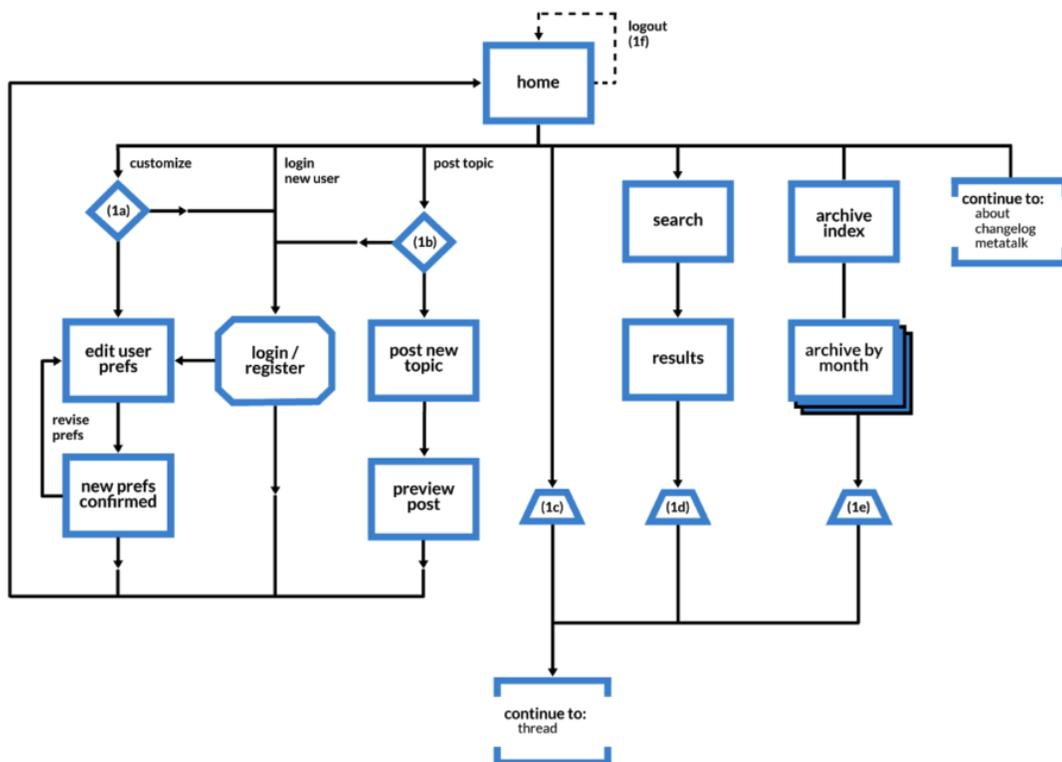 logout
(1f)
home
customize
login
new user
post topic
(1a)
(1b)
search
archive
index
continue to:
about
changelog
metatalk
edit user
prefs
login /
register
post new
topic
results
archive by
month
revise
prefs
new prefs
confirmed
preview
post
(1c)
(1d)
(1e)
continue to:
thread